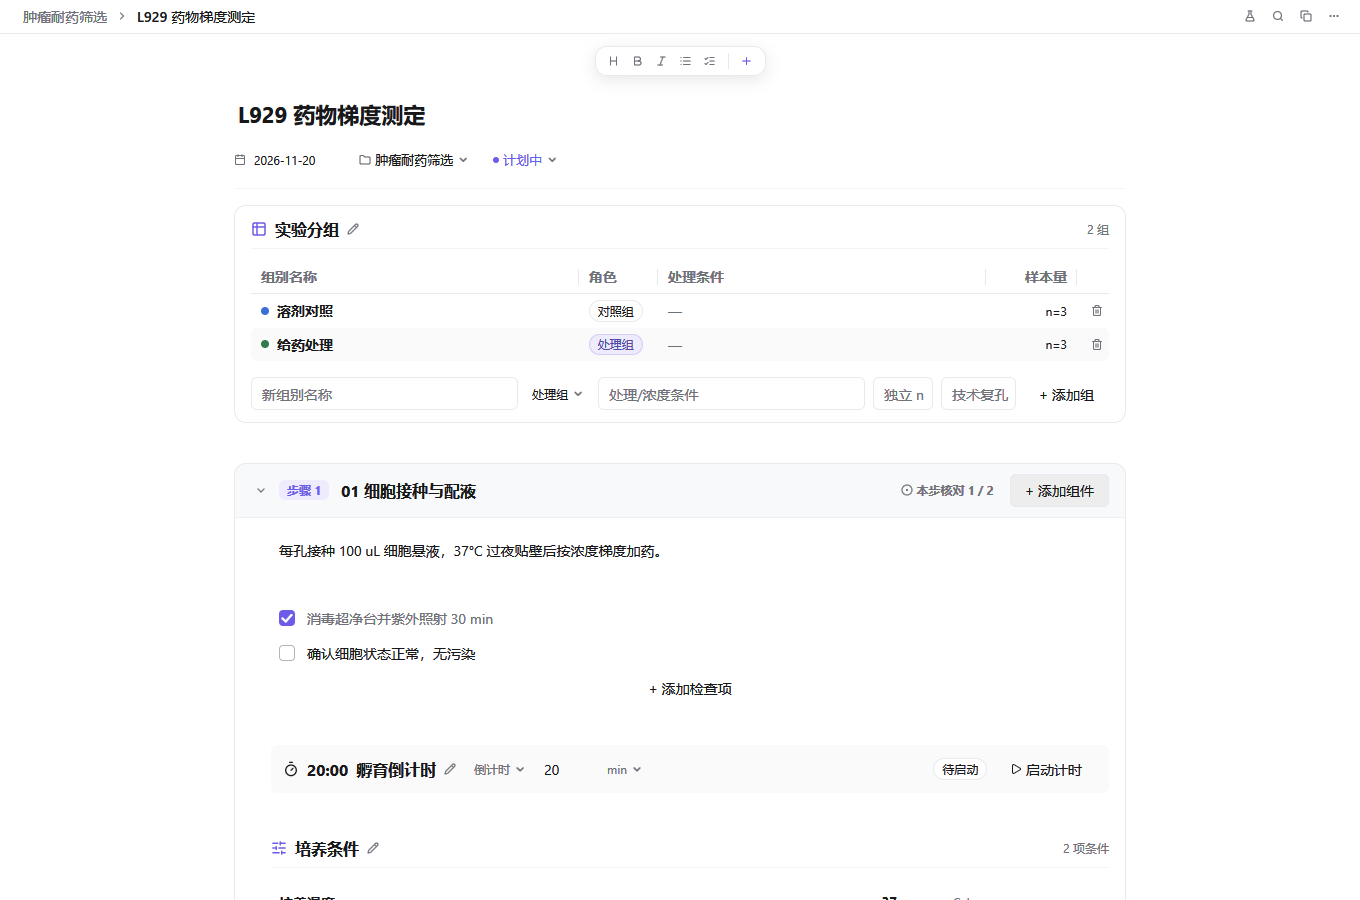 肿瘤耐药筛选 > L929 药物梯度测定
H B I +
L929 药物梯度测定
2026-11-20 肿瘤耐药筛选 计划中
实验分组 2 组
组别名称 角色 处理条件 样本量
溶剂对照 对照组 — n=3
给药处理 处理组 — n=3
新组别名称 处理组 处理/浓度条件 独立 n 技术复孔 + 添加组
步骤 1 01 细胞接种与配液 本步核对 1 / 2 + 添加组件
每孔接种 100 uL 细胞悬液，37°C 过夜贴壁后按浓度梯度加药。
消毒超净台并紫外照射 30 min
确认细胞状态正常，无污染
+ 添加检查项
20:00 孵育倒计时 倒计时 20 min 待启动 启动计时
培养条件 2 项条件